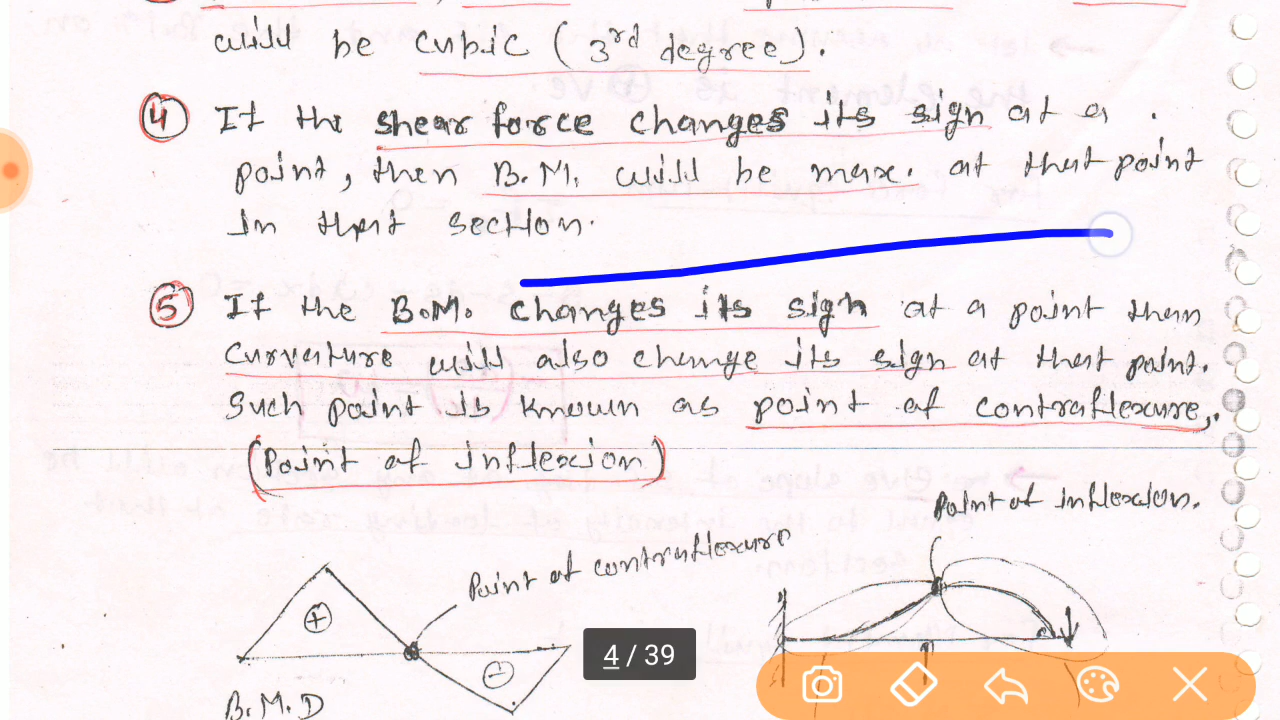 will be cubic (3rd degree).
4 If the shear force changes its sign at a
point, then B.M. will be max. at that point
in that section.
5 If the B.M. changes its sign at a point then
curvature will also change its sign at that point.
Such point is known as point of contraflexure,.
(Point of inflexion)
Point of inflexion.
Point of contraflexure
+
-
B.M.D
4 / 39